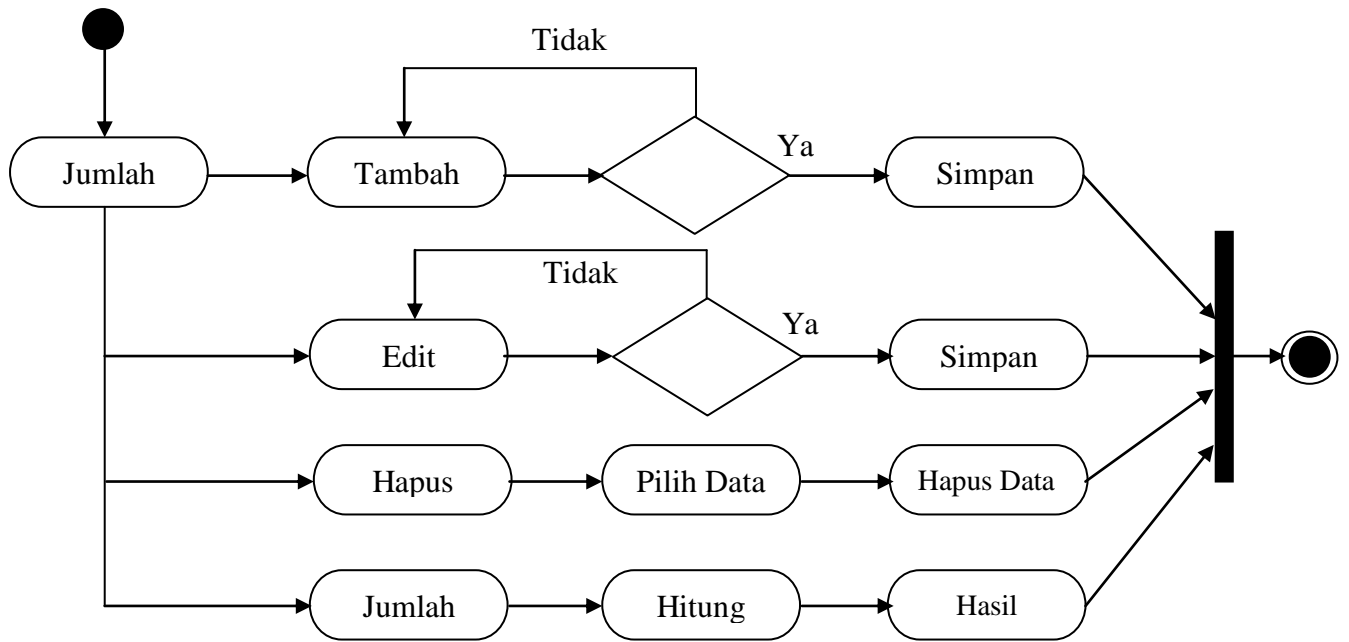 Tidak
Jumlah
Tambah
Ya
Simpan
Tidak
Edit
Ya
Simpan
Hapus
Pilih Data
Hapus Data
Jumlah
Hitung
Hasil